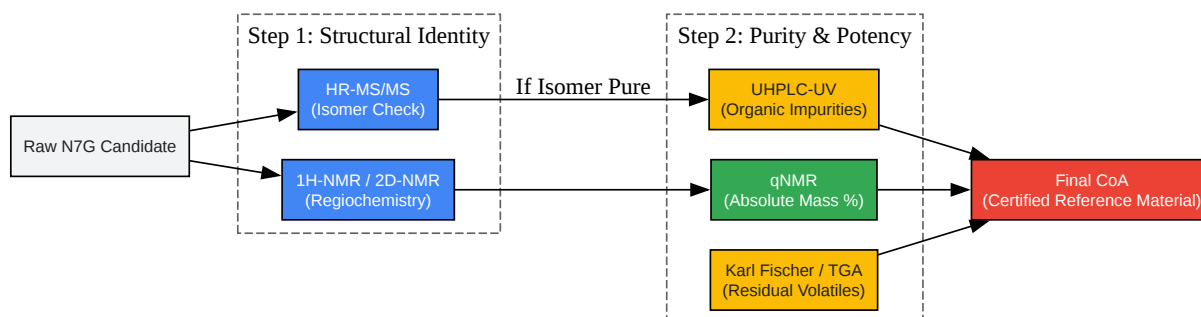 Step 1: Structural Identity
Step 2: Purity & Potency
HR-MS/MS
(Isomer Check)
If Isomer Pure
UHPLC-UV
(Organic Impurities)
Raw N7G Candidate
1H-NMR / 2D-NMR
(Regiochemistry)
qNMR
(Absolute Mass %)
Final CoA
(Certified Reference Material)
Karl Fischer / TGA
(Residual Volatiles)